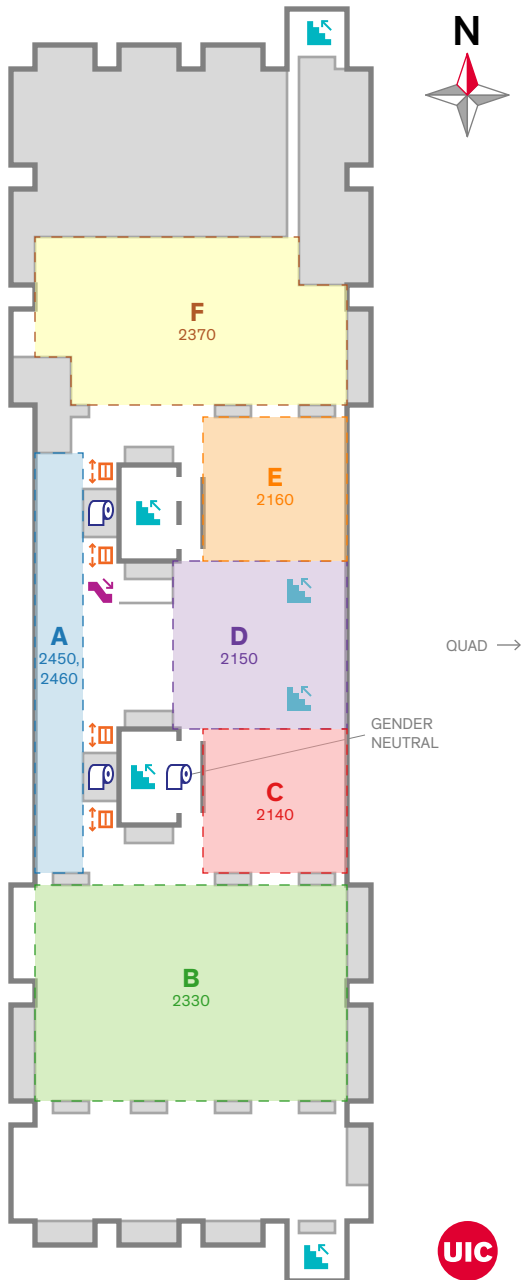 N
F
2370
E
2160
A
2450,
2460
D
2150
QUAD
GENDER
NEUTRAL
C
2140
B
2330
UIC